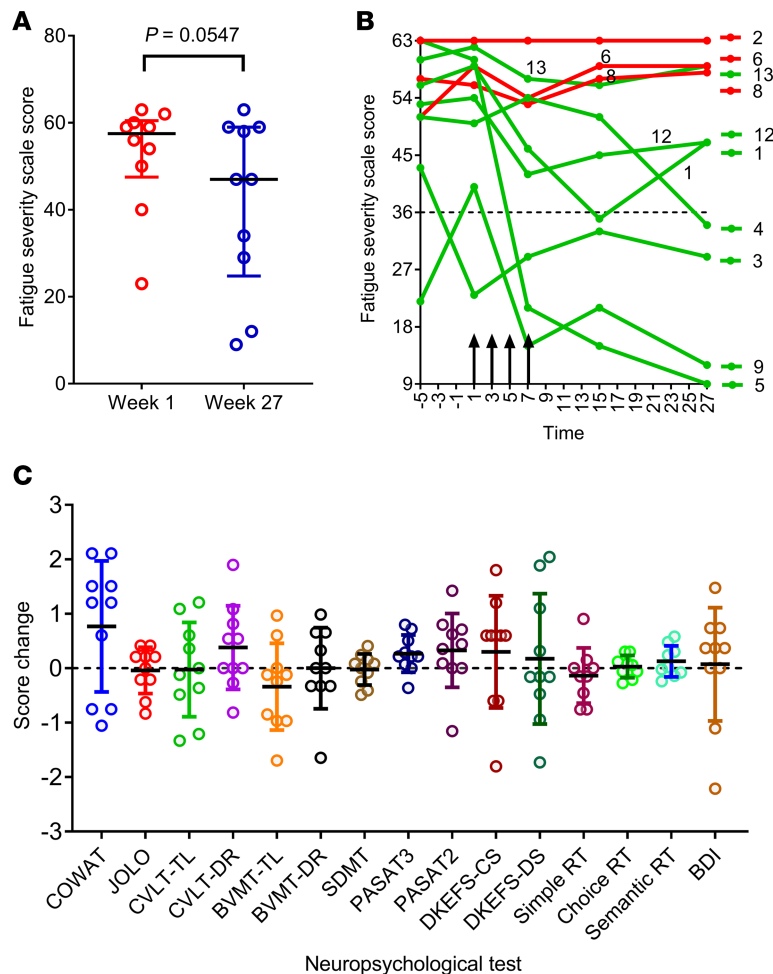 A
Fatigue severity scale score
80
60
40
20
0
P = 0.0547
Week 1
Week 27
B
Fatigue severity scale score
63
54
45
36
27
18
9
13
6
8
12
1
2
6
13
8
12
1
4
3
9
5
-5
-3
-1
1
3
5
7
9
11
13
15
17
19
21
23
25
27
Time
C
Score change
3
2
1
0
-1
-2
-3
COWAT
JOLO
CVLT-TL
CVLT-DR
BVMT-TL
BVMT-DR
SDMT
PASAT3
PASAT2
DKEFS-CS
DKEFS-DS
Simple RT
Choice RT
Semantic RT
BDI
Neuropsychological test